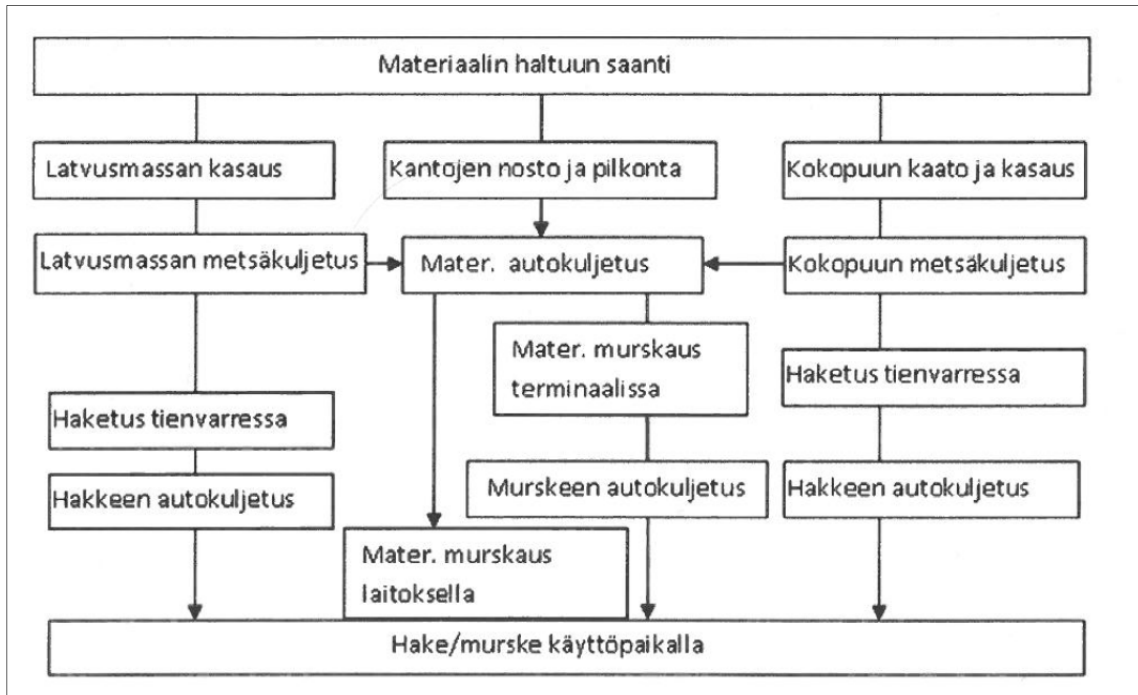 Materiaalin haltuun saanti
Latvusmassan kasaus
Kantojen nosto ja pilkonta
Kokopuun kaato ja kasaus
Latvusmassan metsäkuljetus
Mater. autokuljetus
Kokopuun metsäkuljetus
Mater. murskaus
terminaalissa
Haketus tienvarressa
Haketus tienvarressa
Hakkeen autokuljetus
Murskeen autokuljetus
Hakkeen autokuljetus
Mater. murskaus
laitoksella
Hake/murske käyttöpaikalla